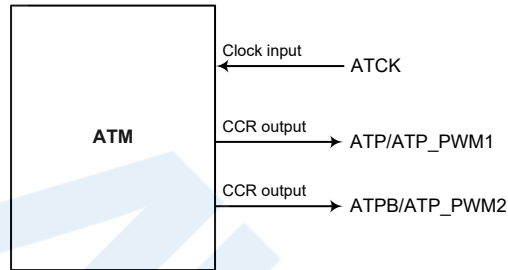 Clock input
ATCK
ATM
CCR output
ATP/ATP_PWM1
CCR output
ATPB/ATP_PWM2